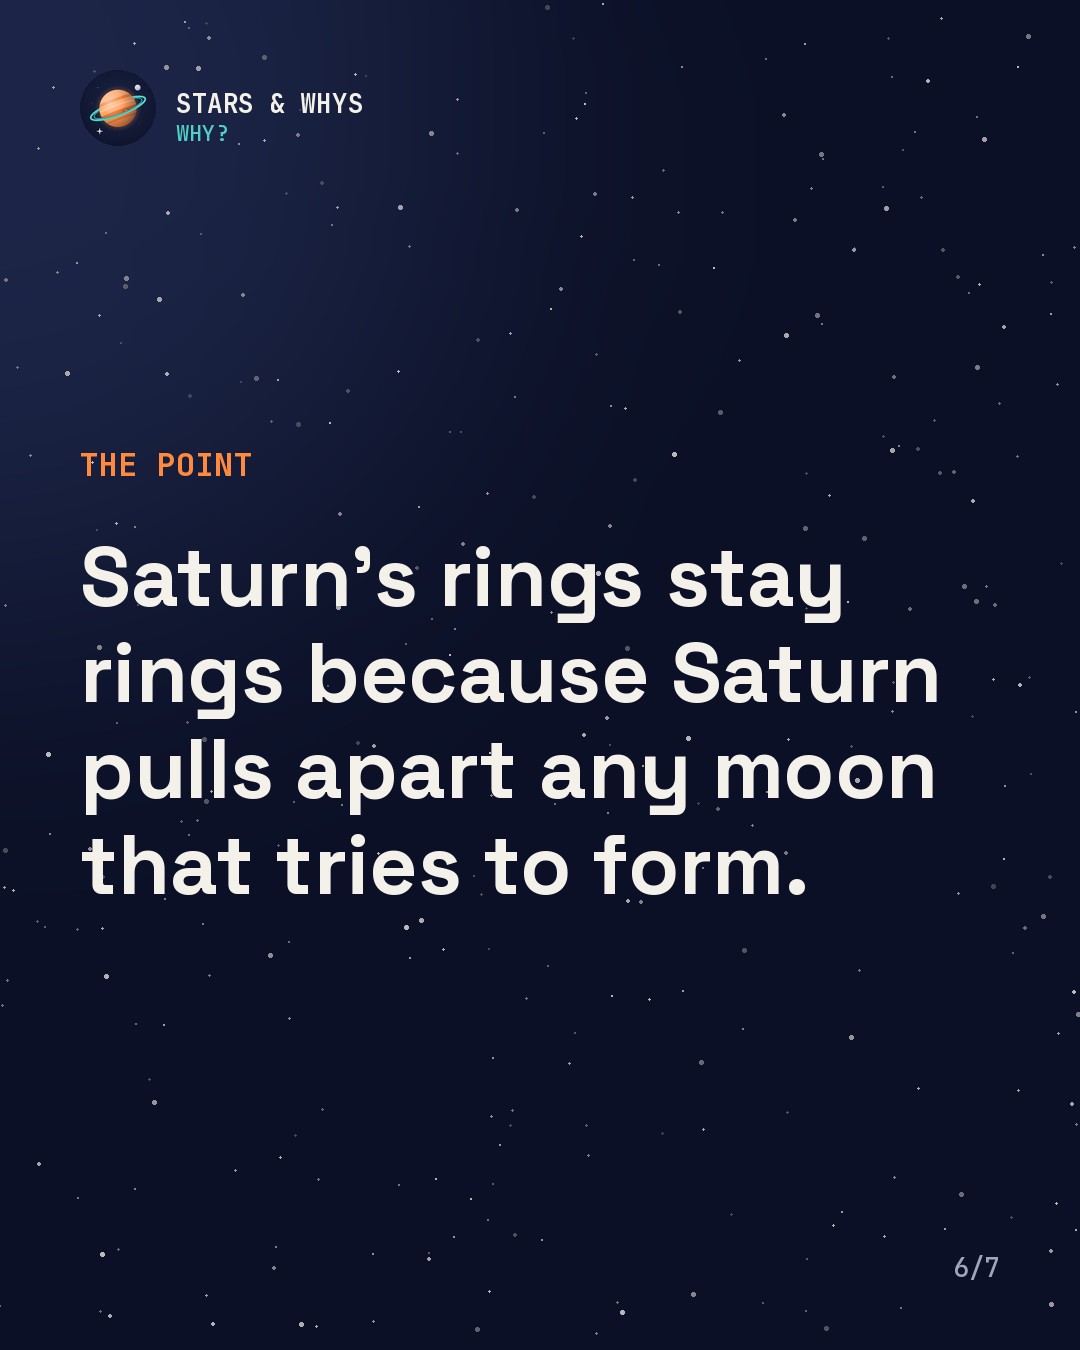 STARS & WHYS
WHY?
THE POINT
Saturn’s rings stay
rings because Saturn
pulls apart any moon
that tries to form.
6/7